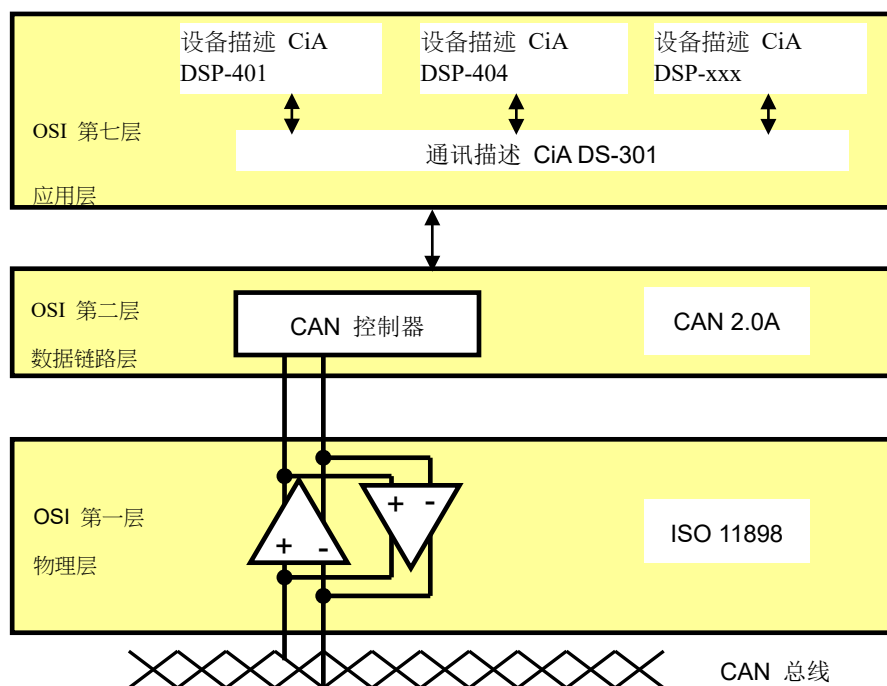 设备描述 CiA
DSP-401
设备描述 CiA
DSP-404
设备描述 CiA
DSP-xxx
OSI 第七层
应用层
通讯描述 CiA DS-301
OSI 第二层
数据链路层
CAN 控制器
CAN 2.0A
OSI 第一层
物理层
+ -
+ -
ISO 11898
CAN 总线